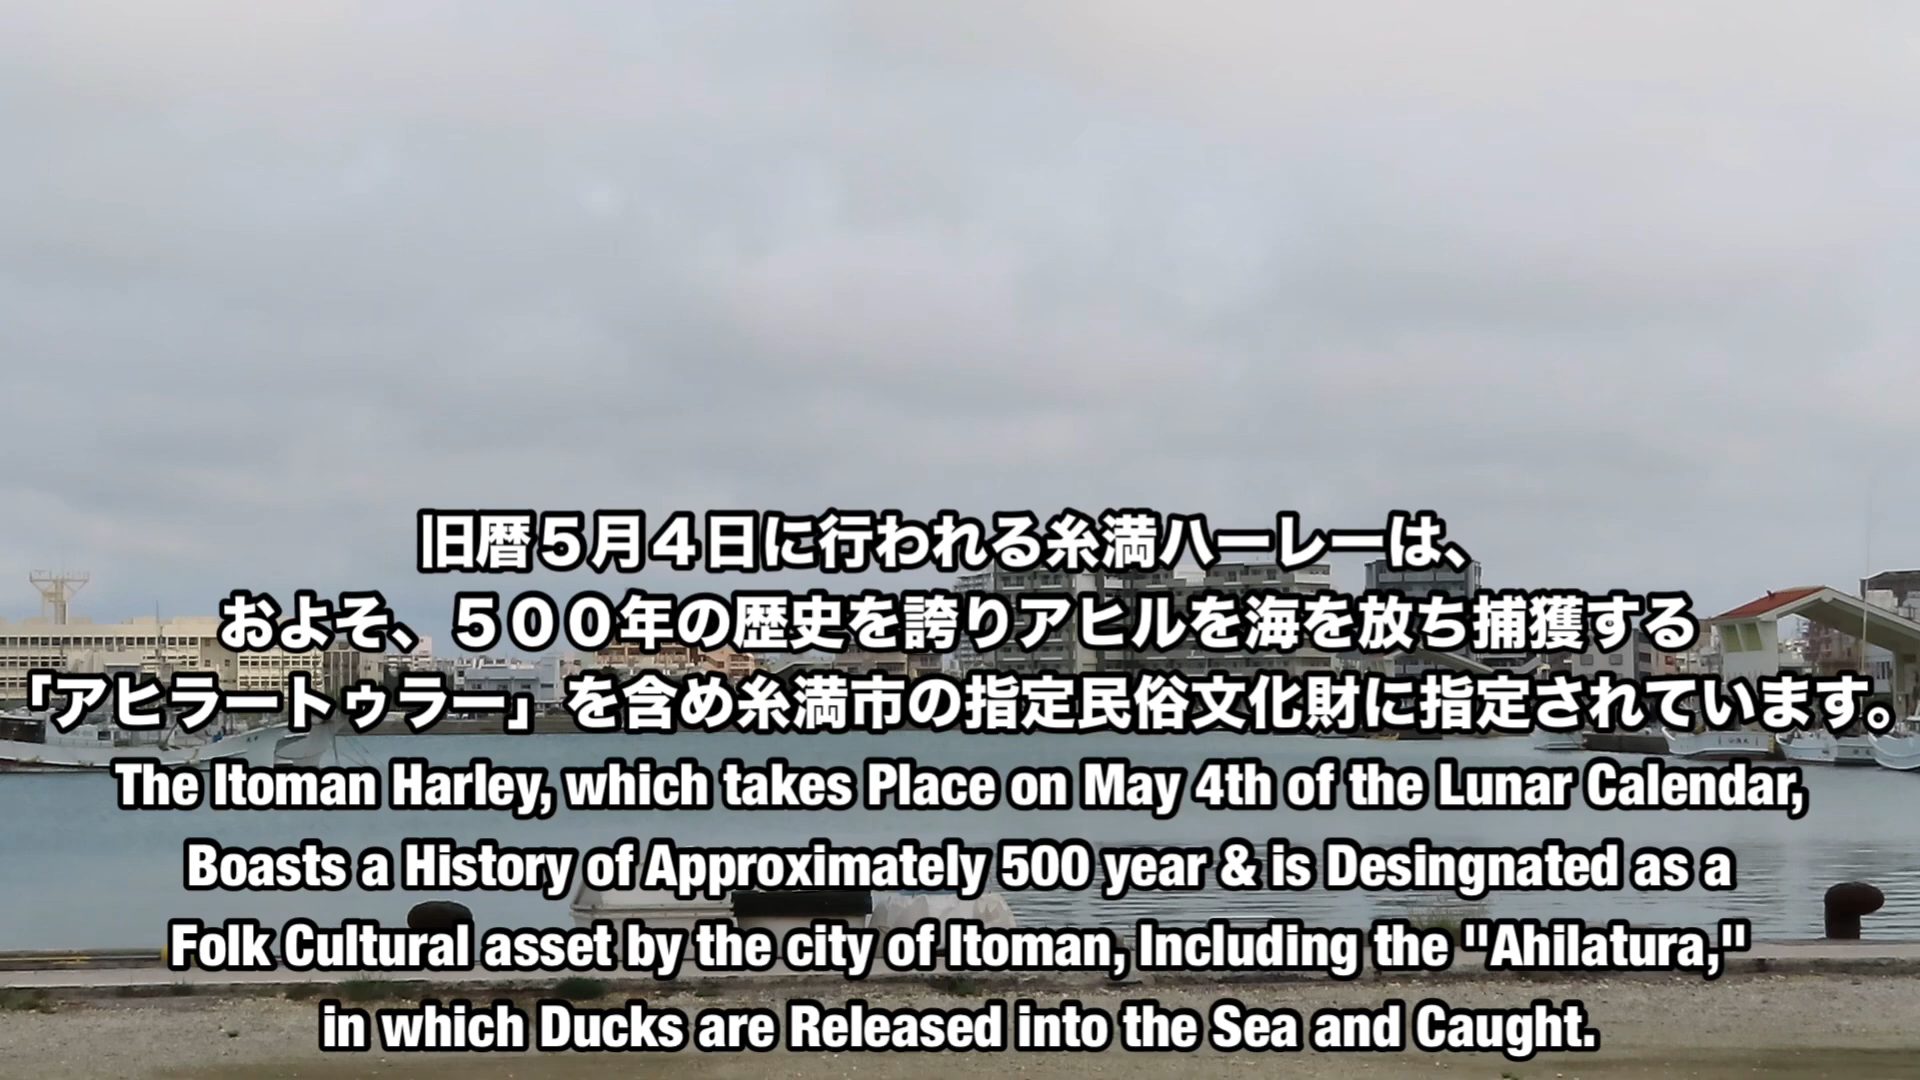 旧暦５月４日に行われる糸満ハーレーは、
およそ、５００年の歴史を誇りアヒルを海を放ち捕獲する
「アヒラートゥラー」を含め糸満市の指定民俗文化財に指定されています。
The Itoman Harley, which takes Place on May 4th of the Lunar Calendar,
Boasts a History of Approximately 500 year & is Desingnated as a
Folk Cultural asset by the city of Itoman, Including the "Ahilatura,"
in which Ducks are Released into the Sea and Caught.